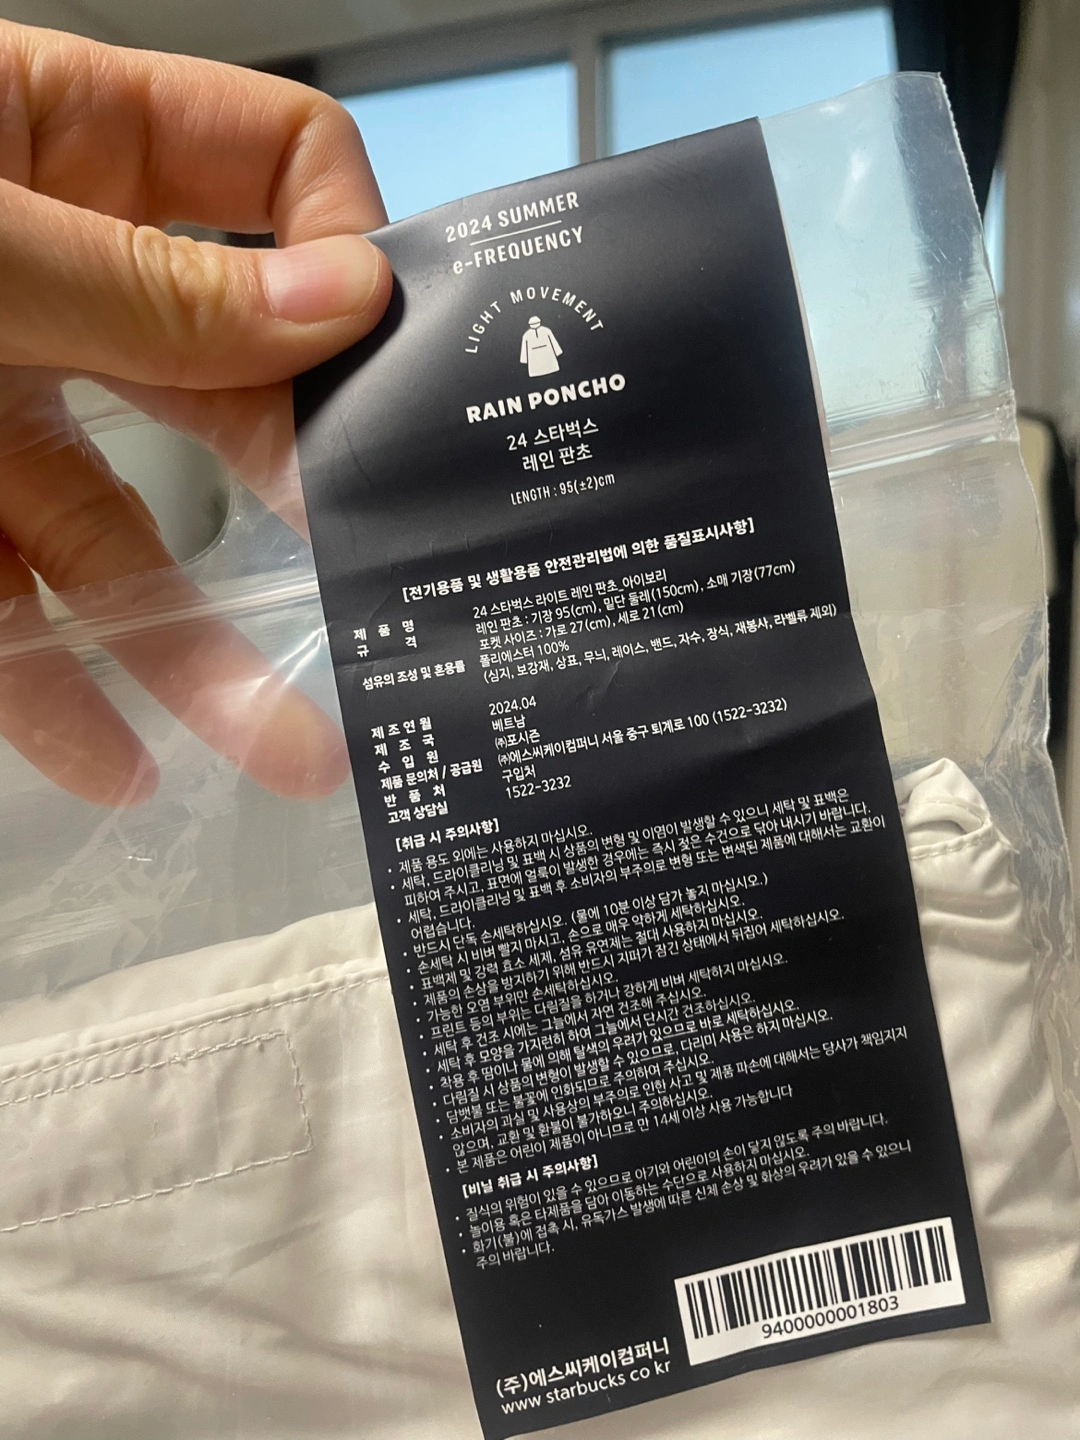 2024 SUMMER
e-FREQUENCY
LIGHT MOVEMENT
RAIN PONCHO
24 스타벅스
레인 판초
LENGTH : 95(±2)cm
[전기용품 및 생활용품 안전관리법에 의한 품질표시사항]
제 품 명 24 스타벅스 라이트 레인 판초_아이보리
규 격 레인 판초 : 기장 95(cm), 밑단 둘레(150cm), 소매 기장(77cm)
포켓 사이즈 : 가로 27(cm), 세로 21(cm)
섬유의 조성 및 혼용률 폴리에스터 100%
(심지, 보강재, 상표, 무늬, 레이스, 밴드, 자수, 장식, 재봉사, 라벨류 제외)
제 조 연 월 2024.04
제 조 국 베트남
수 입 원 ㈜포시즌
제품 문의처 / 공급원 ㈜에스씨케이컴퍼니 서울 중구 퇴계로 100 (1522-3232)
반 품 처 구입처
고객 상담실 1522-3232
[취급 시 주의사항]
• 제품 용도 외에는 사용하지 마십시오.
• 세탁, 드라이클리닝 및 표백 시 상품의 변형 및 이염이 발생할 수 있으니 세탁 및 표백은
피하여 주시고, 표면에 얼룩이 발생한 경우에는 즉시 젖은 수건으로 닦아 내시기 바랍니다.
• 세탁, 드라이클리닝 및 표백 후 소비자의 부주의로 변형 또는 변색된 제품에 대해서는 교환이
어렵습니다.
• 반드시 단독 손세탁하십시오. (물에 10분 이상 담가 놓지 마십시오.)
• 손세탁 시 비벼 빨지 마시고, 손으로 매우 약하게 세탁하십시오.
• 표백제 및 강력 효소 세제, 섬유 유연제는 절대 사용하지 마십시오.
• 제품의 손상을 방지하기 위해 반드시 지퍼가 잠긴 상태에서 뒤집어 세탁하십시오.
• 가능한 오염 부위만 손세탁하십시오.
• 프린트 등의 부위는 다림질을 하거나 강하게 비벼 세탁하지 마십시오.
• 세탁 후 건조 시에는 그늘에서 자연 건조해 주십시오.
• 세탁 후 모양을 가지런히 하여 그늘에서 단시간 건조하십시오.
• 착용 후 땀이나 물에 의해 탈색의 우려가 있으므로 바로 세탁하십시오.
• 다림질 시 상품의 변형이 발생할 수 있으므로, 다리미 사용은 하지 마십시오.
• 담뱃불 또는 불꽃에 인화되므로 주의하여 주십시오.
• 소비자의 과실 및 사용상의 부주의로 인한 사고 및 제품 파손에 대해서는 당사가 책임지지
않으며, 교환 및 환불이 불가하오니 주의하십시오.
• 본 제품은 어린이 제품이 아니므로 만 14세 이상 사용 가능합니다
[비닐 취급 시 주의사항]
• 질식의 위험이 있을 수 있으므로 아기와 어린이의 손이 닿지 않도록 주의 바랍니다.
• 놀이용 혹은 타제품을 담아 이동하는 수단으로 사용하지 마십시오.
• 화기(불)에 접촉 시, 유독가스 발생에 따른 신체 손상 및 화상의 우려가 있을 수 있으니
주의 바랍니다.
9400000001803
(주)에스씨케이컴퍼니
www starbucks co kr